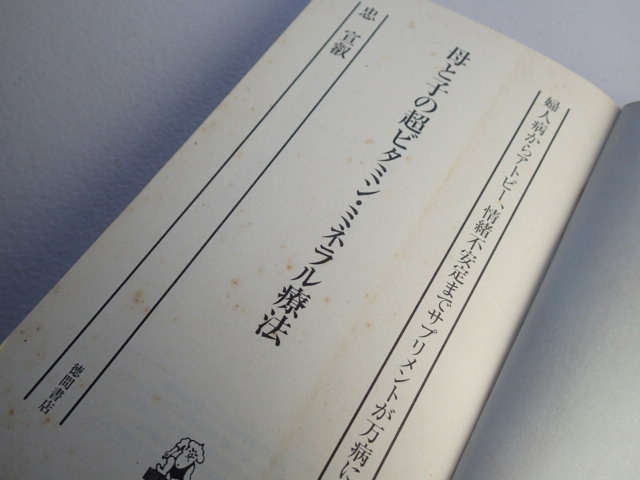 婦人病からアトピー、情緒不安定までサプリメントが万病に
母と子の超ビタミン・ミネラル療法
忠 宣叡
徳間書店